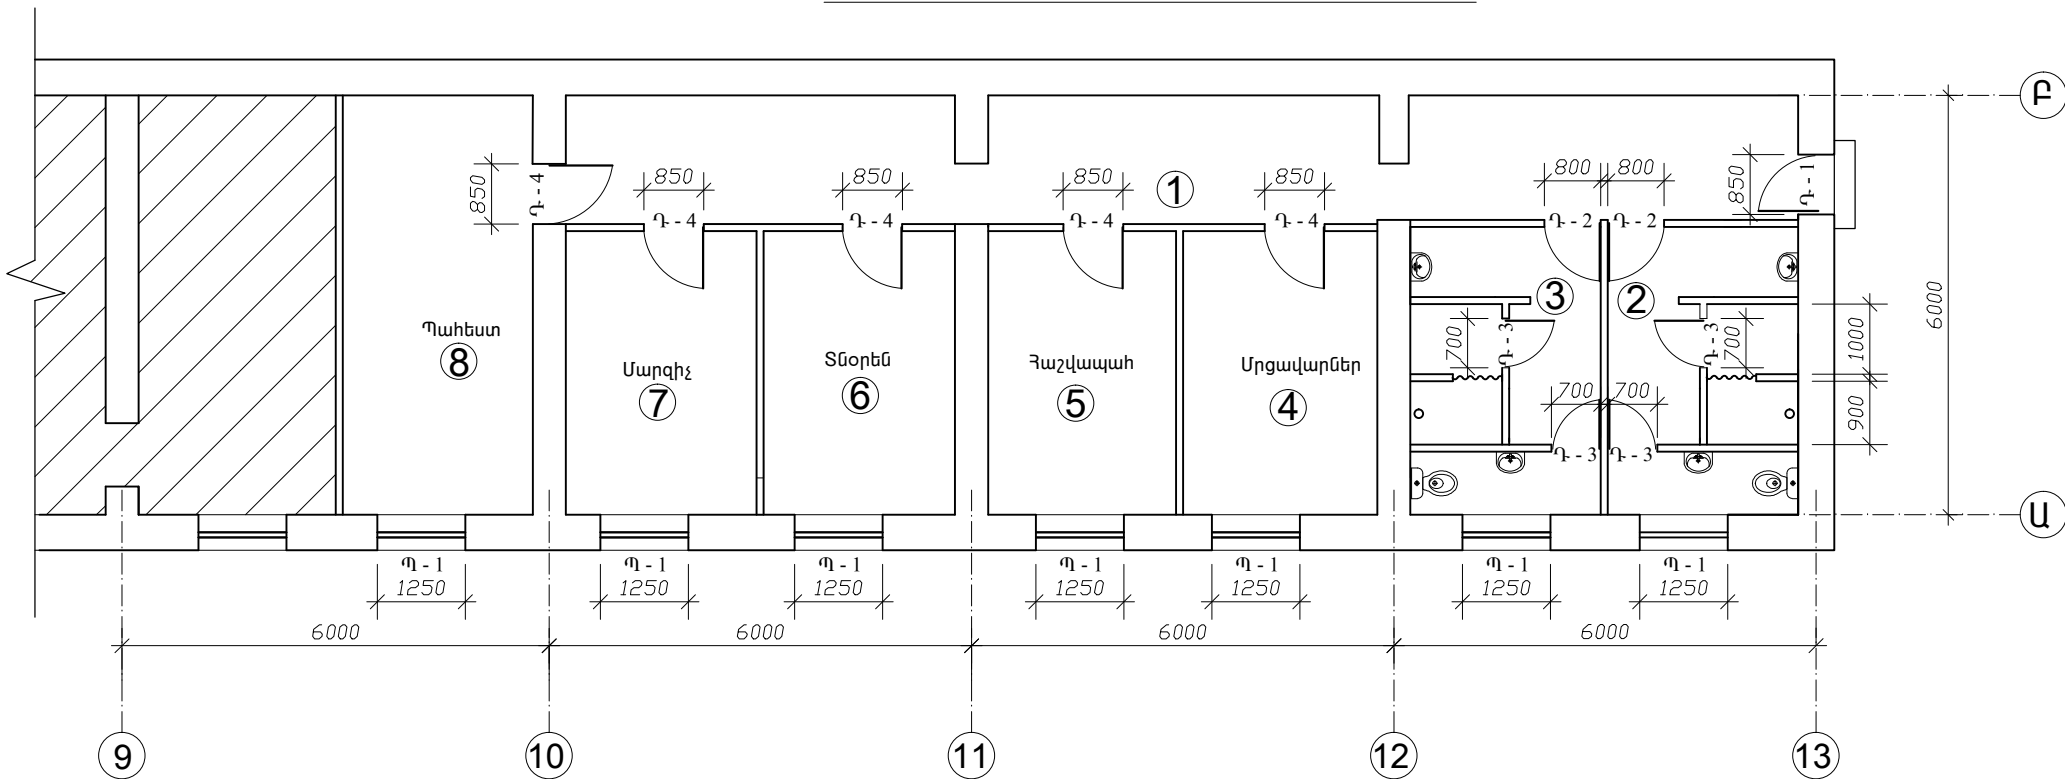 Բ
850
Դ - 4
850
Դ - 4
850
Դ - 4
850
Դ - 4
1
850
Դ - 4
800
800
Դ - 2
Դ - 2
850
Դ - 1
6000
Պահեստ
8
Մարզիչ
7
Տնօրեն
6
Հաշվապահ
5
Մրցավարներ
4
3
2
700
Դ - 3
Դ - 3
700
1000
700
700
900
Դ - 3
Դ - 3
Ա
Պ - 1
1250
Պ - 1
1250
Պ - 1
1250
Պ - 1
1250
Պ - 1
1250
Պ - 1
1250
Պ - 1
1250
6000
6000
6000
6000
9
10
11
12
13